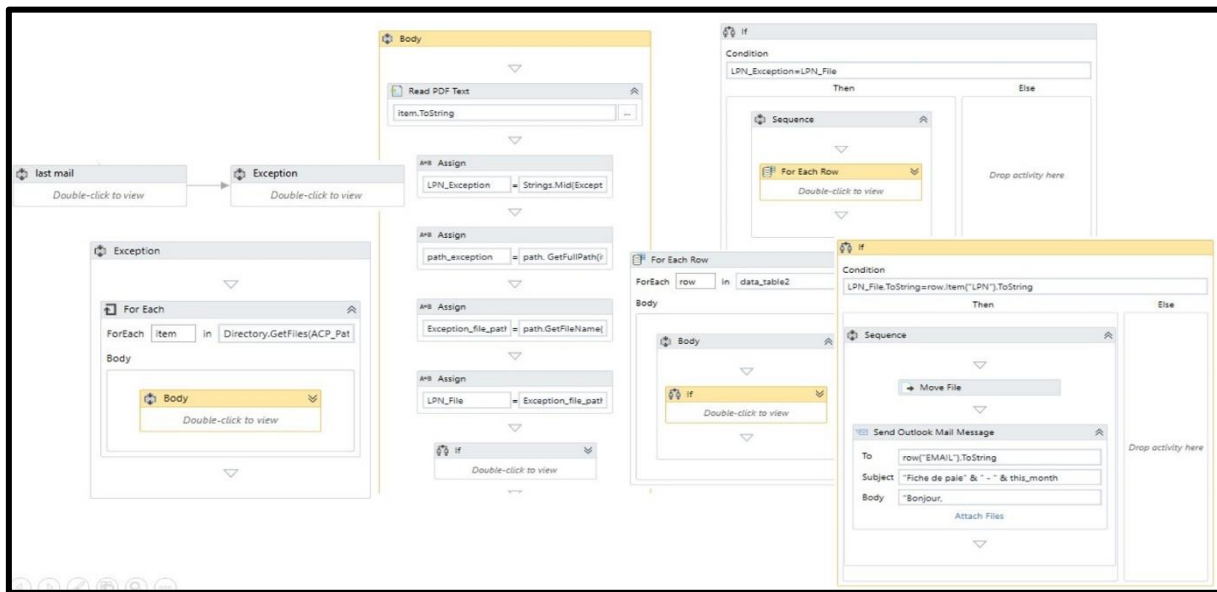 last mail
Double-click to view
Exception
Double-click to view
Exception
For Each
ForEach item in Directory.GetFiles(ACP_Pat
Body
Body
Double-click to view
Body
Read PDF Text
item.ToString ...
A+B Assign
LPN_Exception = Strings.Mid(Except
A+B Assign
path_exception = path. GetFullPath(i
A+B Assign
Exception_file_path = path.GetFileName(
A+B Assign
LPN_File = Exception_file_path
If
Double-click to view
If
Condition
LPN_Exception=LPN_File
Then Else
Sequence
For Each Row
Double-click to view
Drop activity here
For Each Row
ForEach row in data_table2
Body
Body
If
Double-click to view
If
Condition
LPN_File.ToString=row.Item("LPN").ToString
Then Else
Sequence
Move File
Send Outlook Mail Message
To row("EMAIL").ToString
Subject "Fiche de paie" & " - " & this_month
Body "Bonjour,
Attach Files
Drop activity here